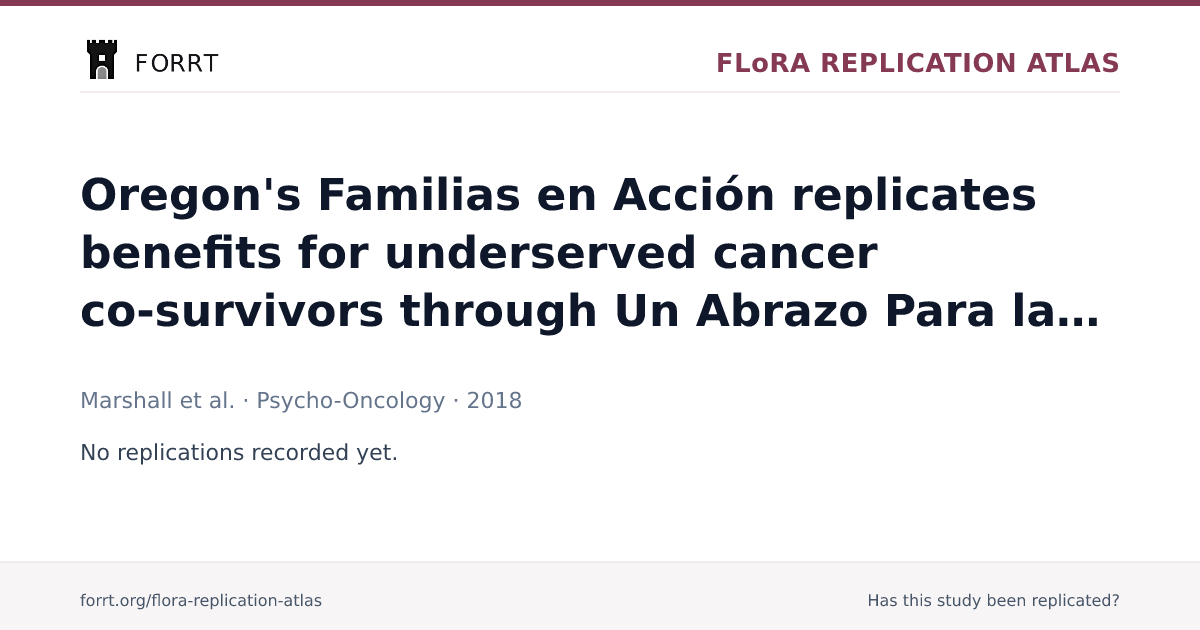 FORRT
FLoRA REPLICATION ATLAS
Oregon's Familias en Acción replicates
benefits for underserved cancer
co-survivors through Un Abrazo Para la...
Marshall et al. · Psycho-Oncology · 2018
No replications recorded yet.
forrt.org/flora-replication-atlas
Has this study been replicated?